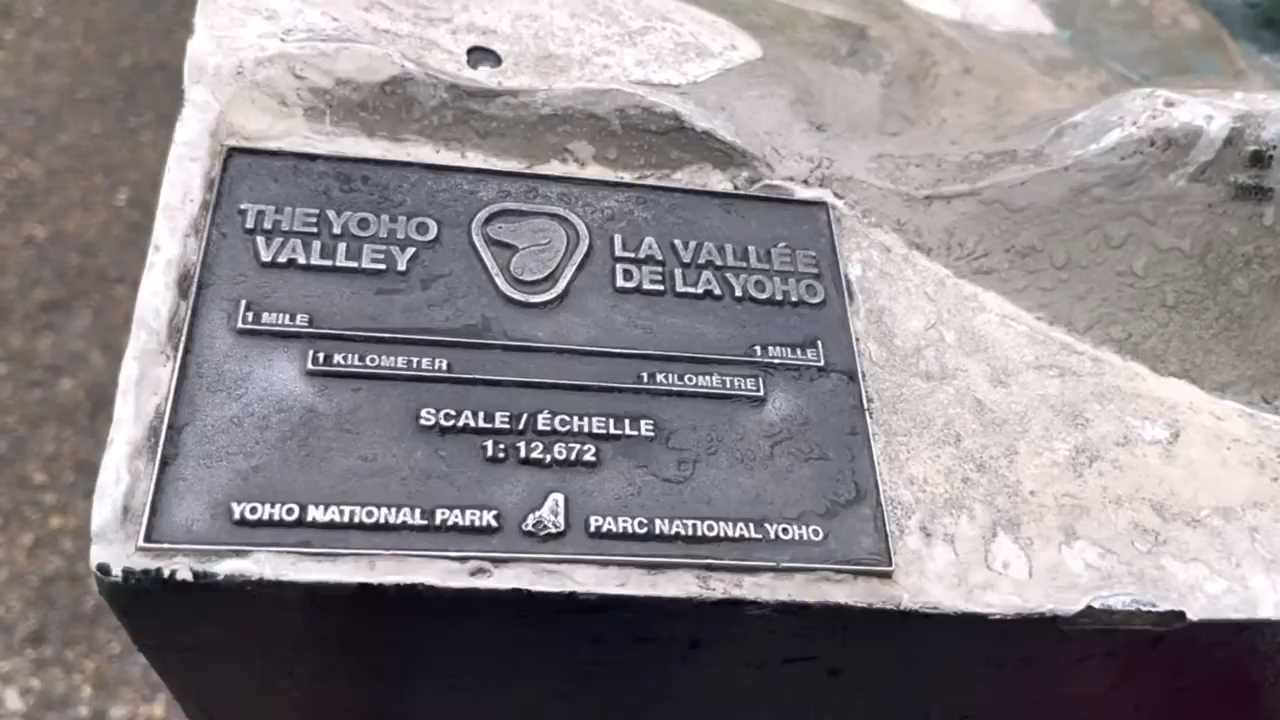 THE YOHO
VALLEY
LA VALLÉE
DE LA YOHO
1 MILE
1 MILLE
1 KILOMETER
1 KILOMÈTRE
SCALE / ÉCHELLE
1: 12,672
YOHO NATIONAL PARK
PARC NATIONAL YOHO